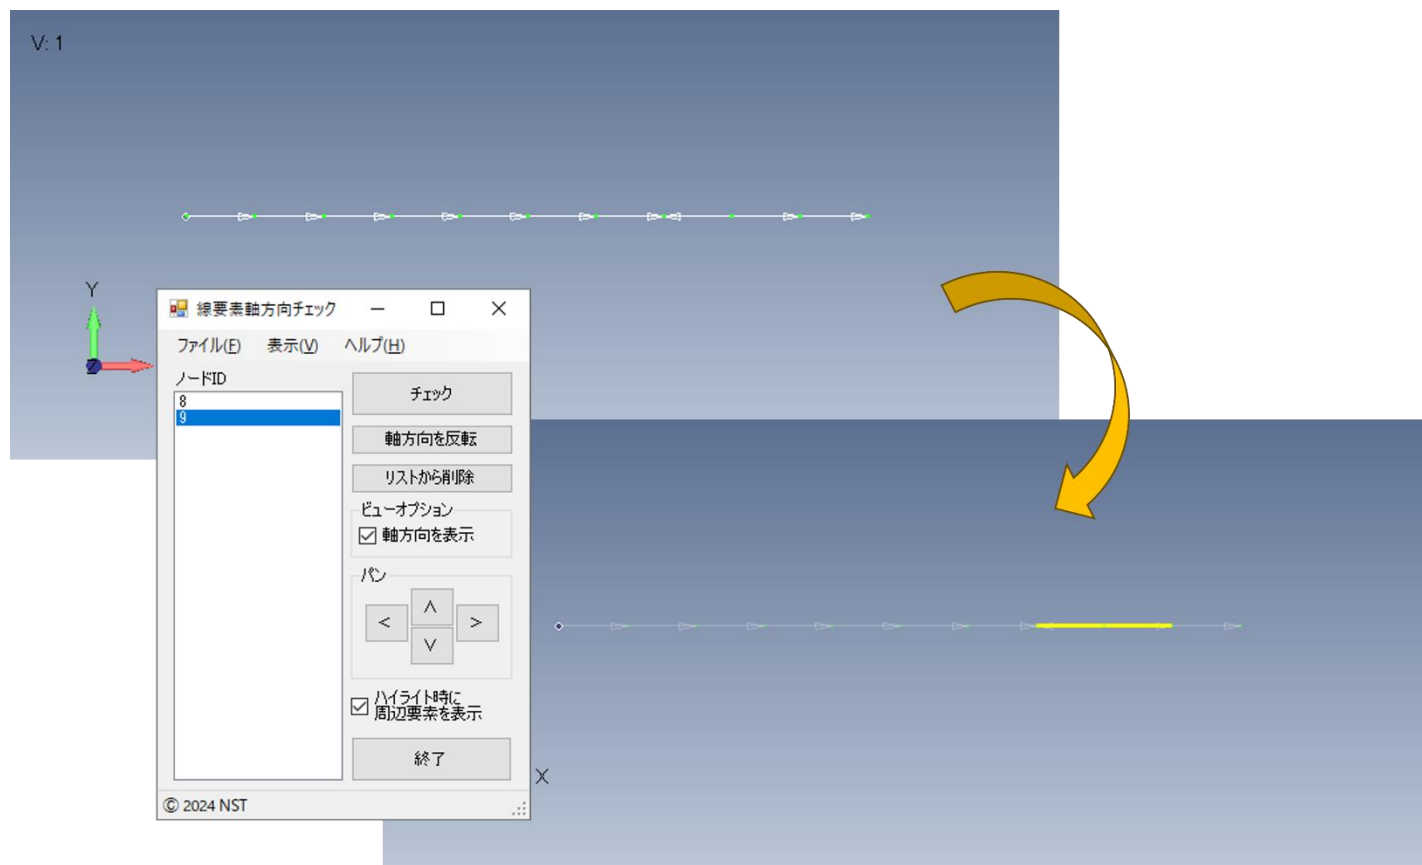 V: 1
Y
Z
線要素軸方向チェック
ファイル(F) 表示(V) ヘルプ(H)
ノードID
8
9
チェック
軸方向を反転
リストから削除
ビューオプション
軸方向を表示
パン
<
^
>
v
ハイライト時に
周辺要素を表示
終了
X
© 2024 NST